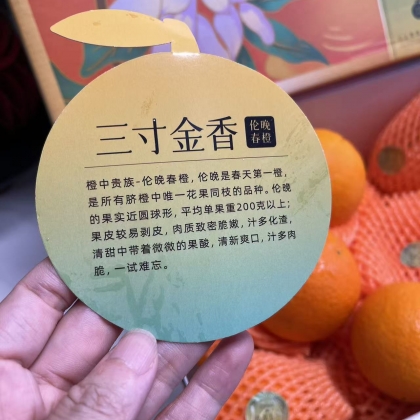 三寸金香
伦晚
春橙
橙中贵族-伦晚春橙，伦晚是春天第一橙，
是所有脐橙中唯一花果同枝的品种。伦晚
的果实近圆球形，平均单果重200克以上；
果皮较易剥皮，肉质致密脆嫩，汁多化渣，
清甜中带着微微的果酸，清新爽口，汁多肉
脆，一试难忘。